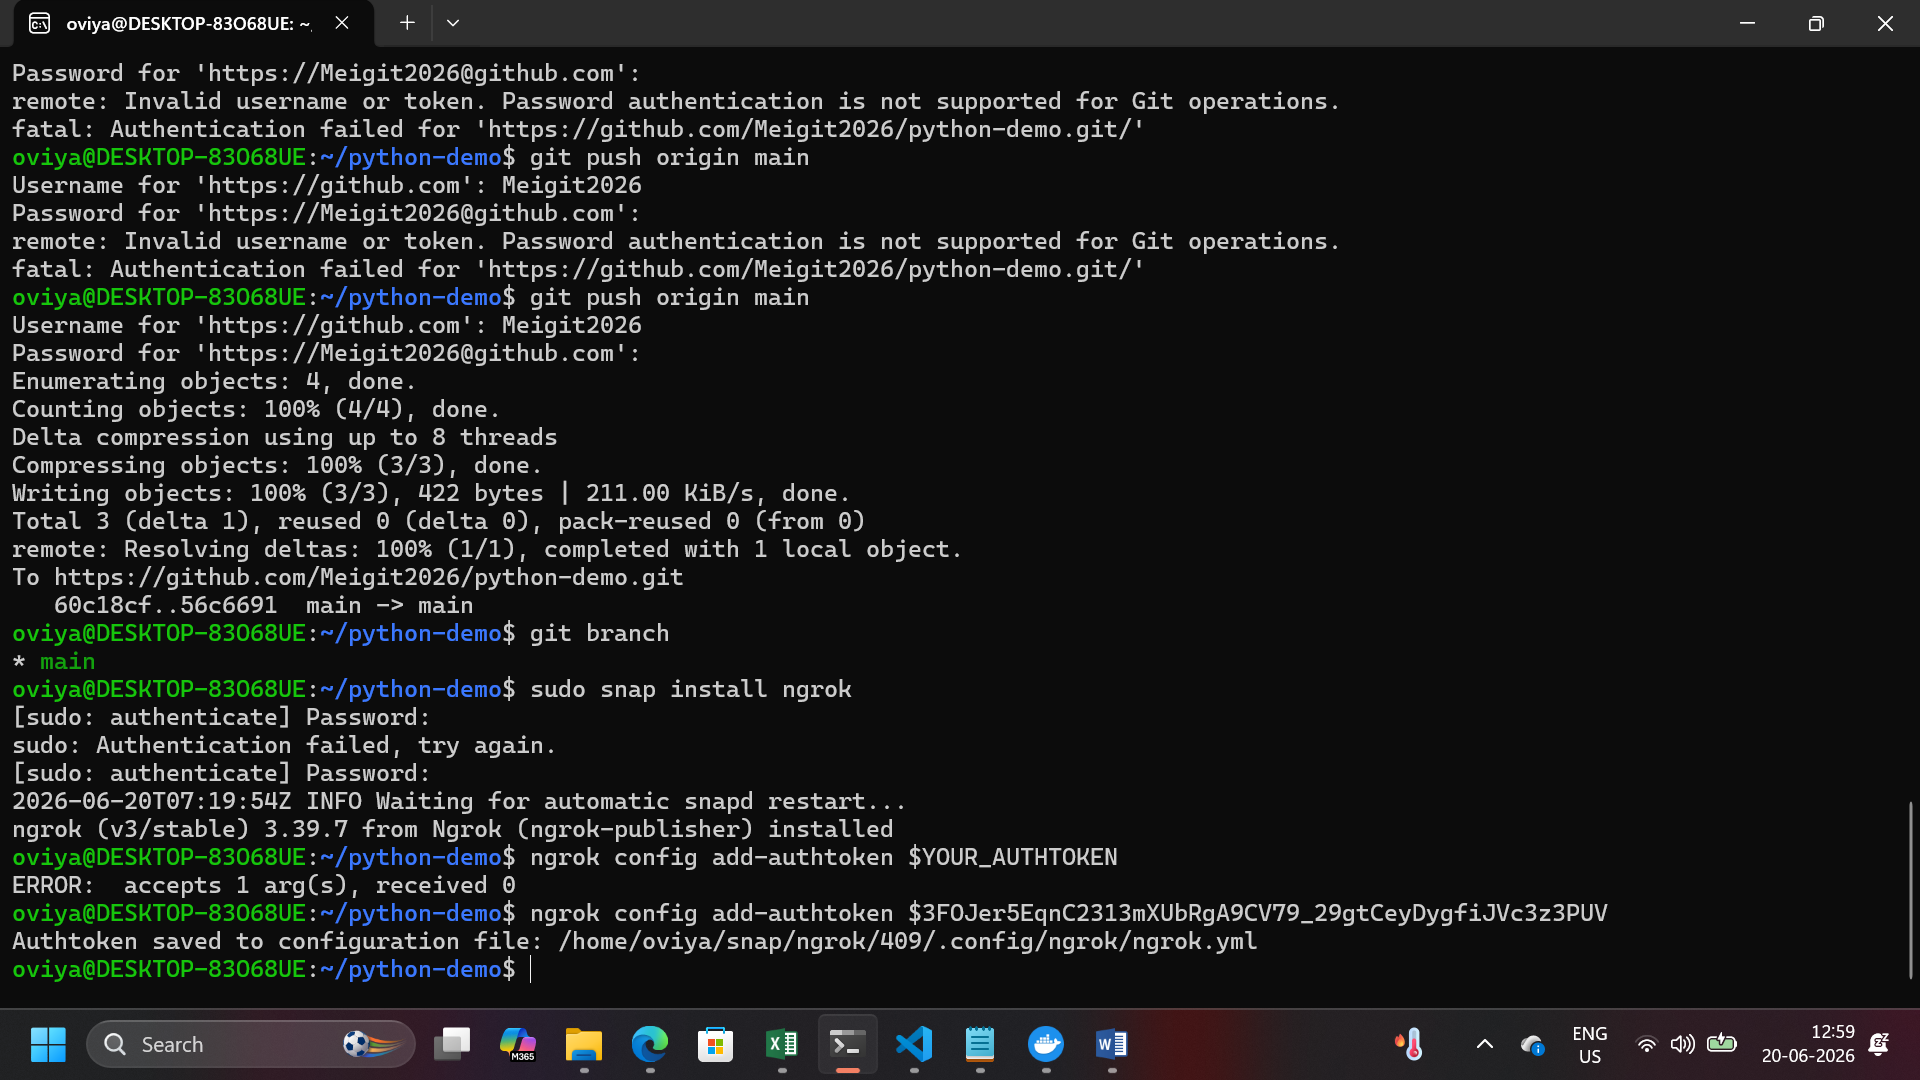 oviya@DESKTOP-83O68UE: ~,
Password for 'https://Meigit2026@github.com':
remote: Invalid username or token. Password authentication is not supported for Git operations.
fatal: Authentication failed for 'https://github.com/Meigit2026/python-demo.git/'
oviya@DESKTOP-83O68UE:~/python-demo$ git push origin main
Username for 'https://github.com': Meigit2026
Password for 'https://Meigit2026@github.com':
remote: Invalid username or token. Password authentication is not supported for Git operations.
fatal: Authentication failed for 'https://github.com/Meigit2026/python-demo.git/'
oviya@DESKTOP-83O68UE:~/python-demo$ git push origin main
Username for 'https://github.com': Meigit2026
Password for 'https://Meigit2026@github.com':
Enumerating objects: 4, done.
Counting objects: 100% (4/4), done.
Delta compression using up to 8 threads
Compressing objects: 100% (3/3), done.
Writing objects: 100% (3/3), 422 bytes | 211.00 KiB/s, done.
Total 3 (delta 1), reused 0 (delta 0), pack-reused 0 (from 0)
remote: Resolving deltas: 100% (1/1), completed with 1 local object.
To https://github.com/Meigit2026/python-demo.git
   60c18cf..56c6691  main -> main
oviya@DESKTOP-83O68UE:~/python-demo$ git branch
* main
oviya@DESKTOP-83O68UE:~/python-demo$ sudo snap install ngrok
[sudo: authenticate] Password:
sudo: Authentication failed, try again.
[sudo: authenticate] Password:
2026-06-20T07:19:54Z INFO Waiting for automatic snapd restart...
ngrok (v3/stable) 3.39.7 from Ngrok (ngrok-publisher) installed
oviya@DESKTOP-83O68UE:~/python-demo$ ngrok config add-authtoken $YOUR_AUTHTOKEN
ERROR:  accepts 1 arg(s), received 0
oviya@DESKTOP-83O68UE:~/python-demo$ ngrok config add-authtoken $3FOJer5EqnC2313mXUbRgA9CV79_29gtCeyDygfiJVc3z3PUV
Authtoken saved to configuration file: /home/oviya/snap/ngrok/409/.config/ngrok/ngrok.yml
oviya@DESKTOP-83O68UE:~/python-demo$
Search
M365
ENG
US
12:59
20-06-2026